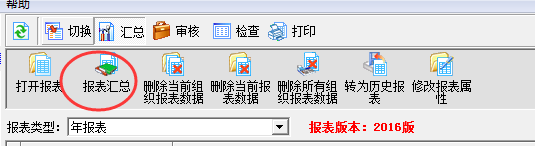 帮助
切换 汇总 审核 检查 打印
打开报表 报表汇总 删除当前组 删除当前报 删除所有组 转为历史报 修改报表属
织报表数据 表数据 织报表数据 表 性
报表类型： 年报表 报表版本：2016版